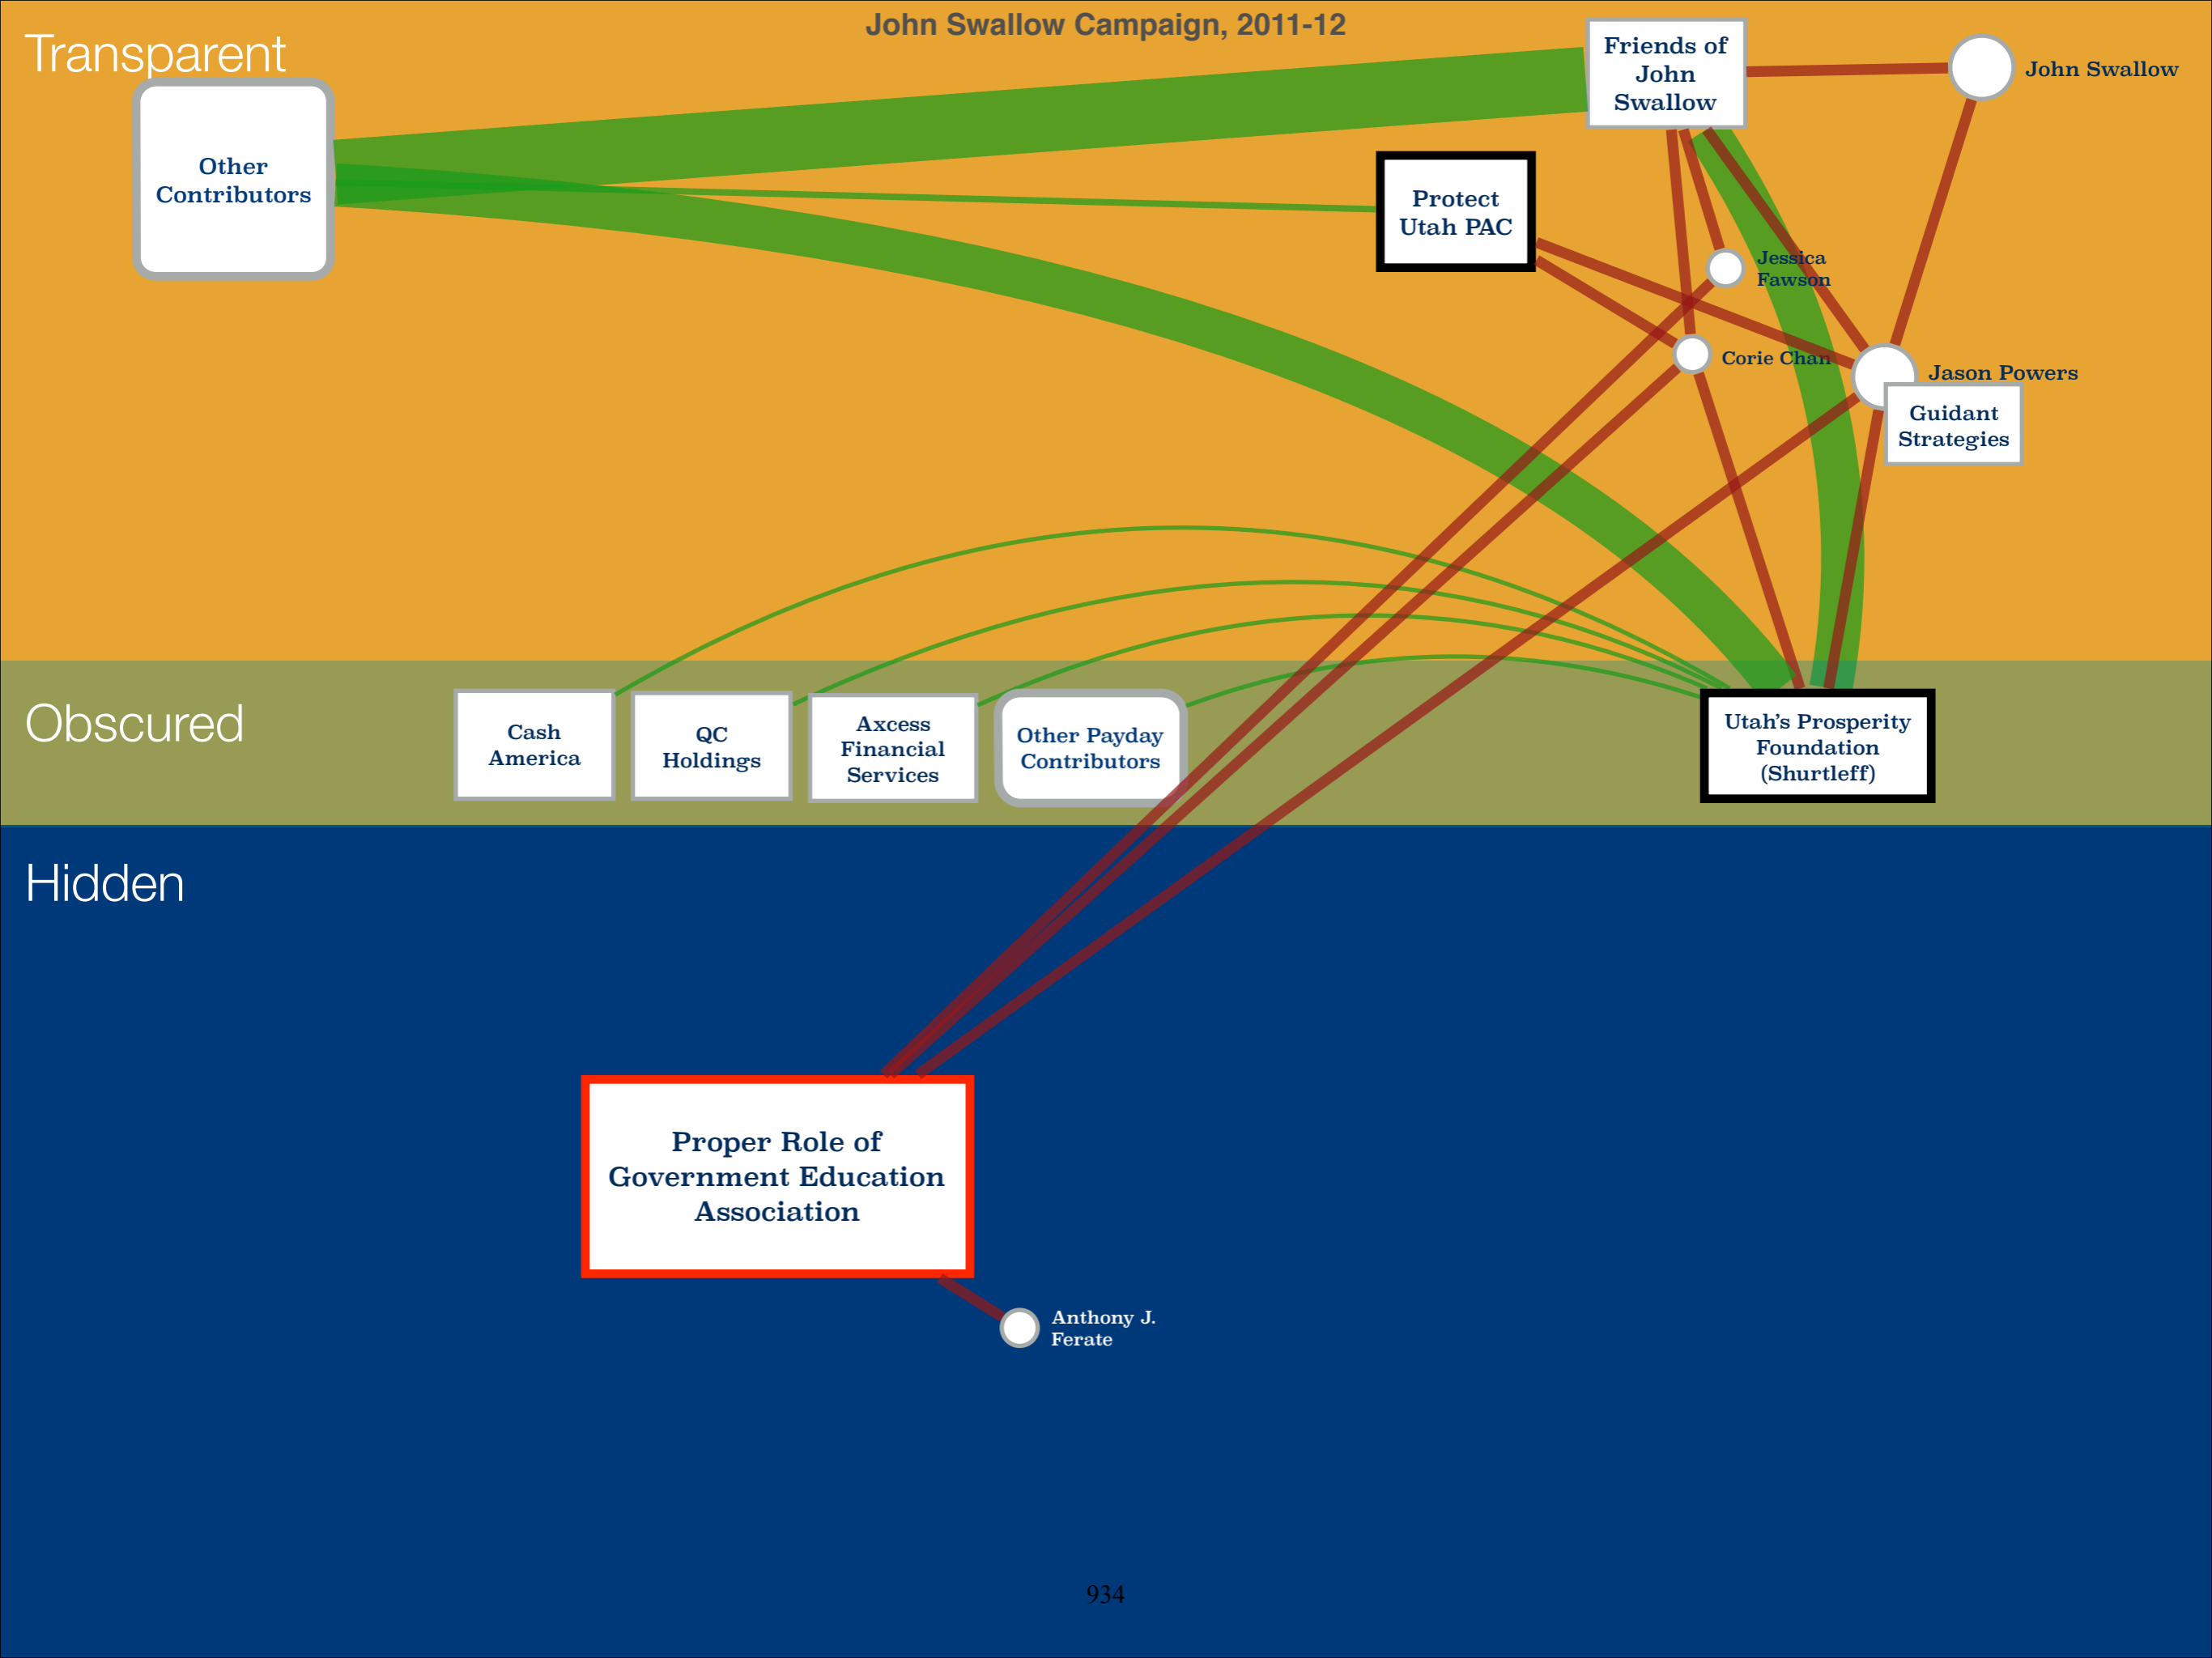 John Swallow Campaign, 2011-12
Transparent
Friends of
John
Swallow
John Swallow
Other
Contributors
Protect
Utah PAC
Jessica
Fawson
Corie Chan
Jason Powers
Guidant
Strategies
Obscured
Cash
America
QC
Holdings
Axcess
Financial
Services
Other Payday
Contributors
Utah's Prosperity
Foundation
(Shurtleff)
Hidden
Proper Role of
Government Education
Association
Anthony J.
Ferate
934